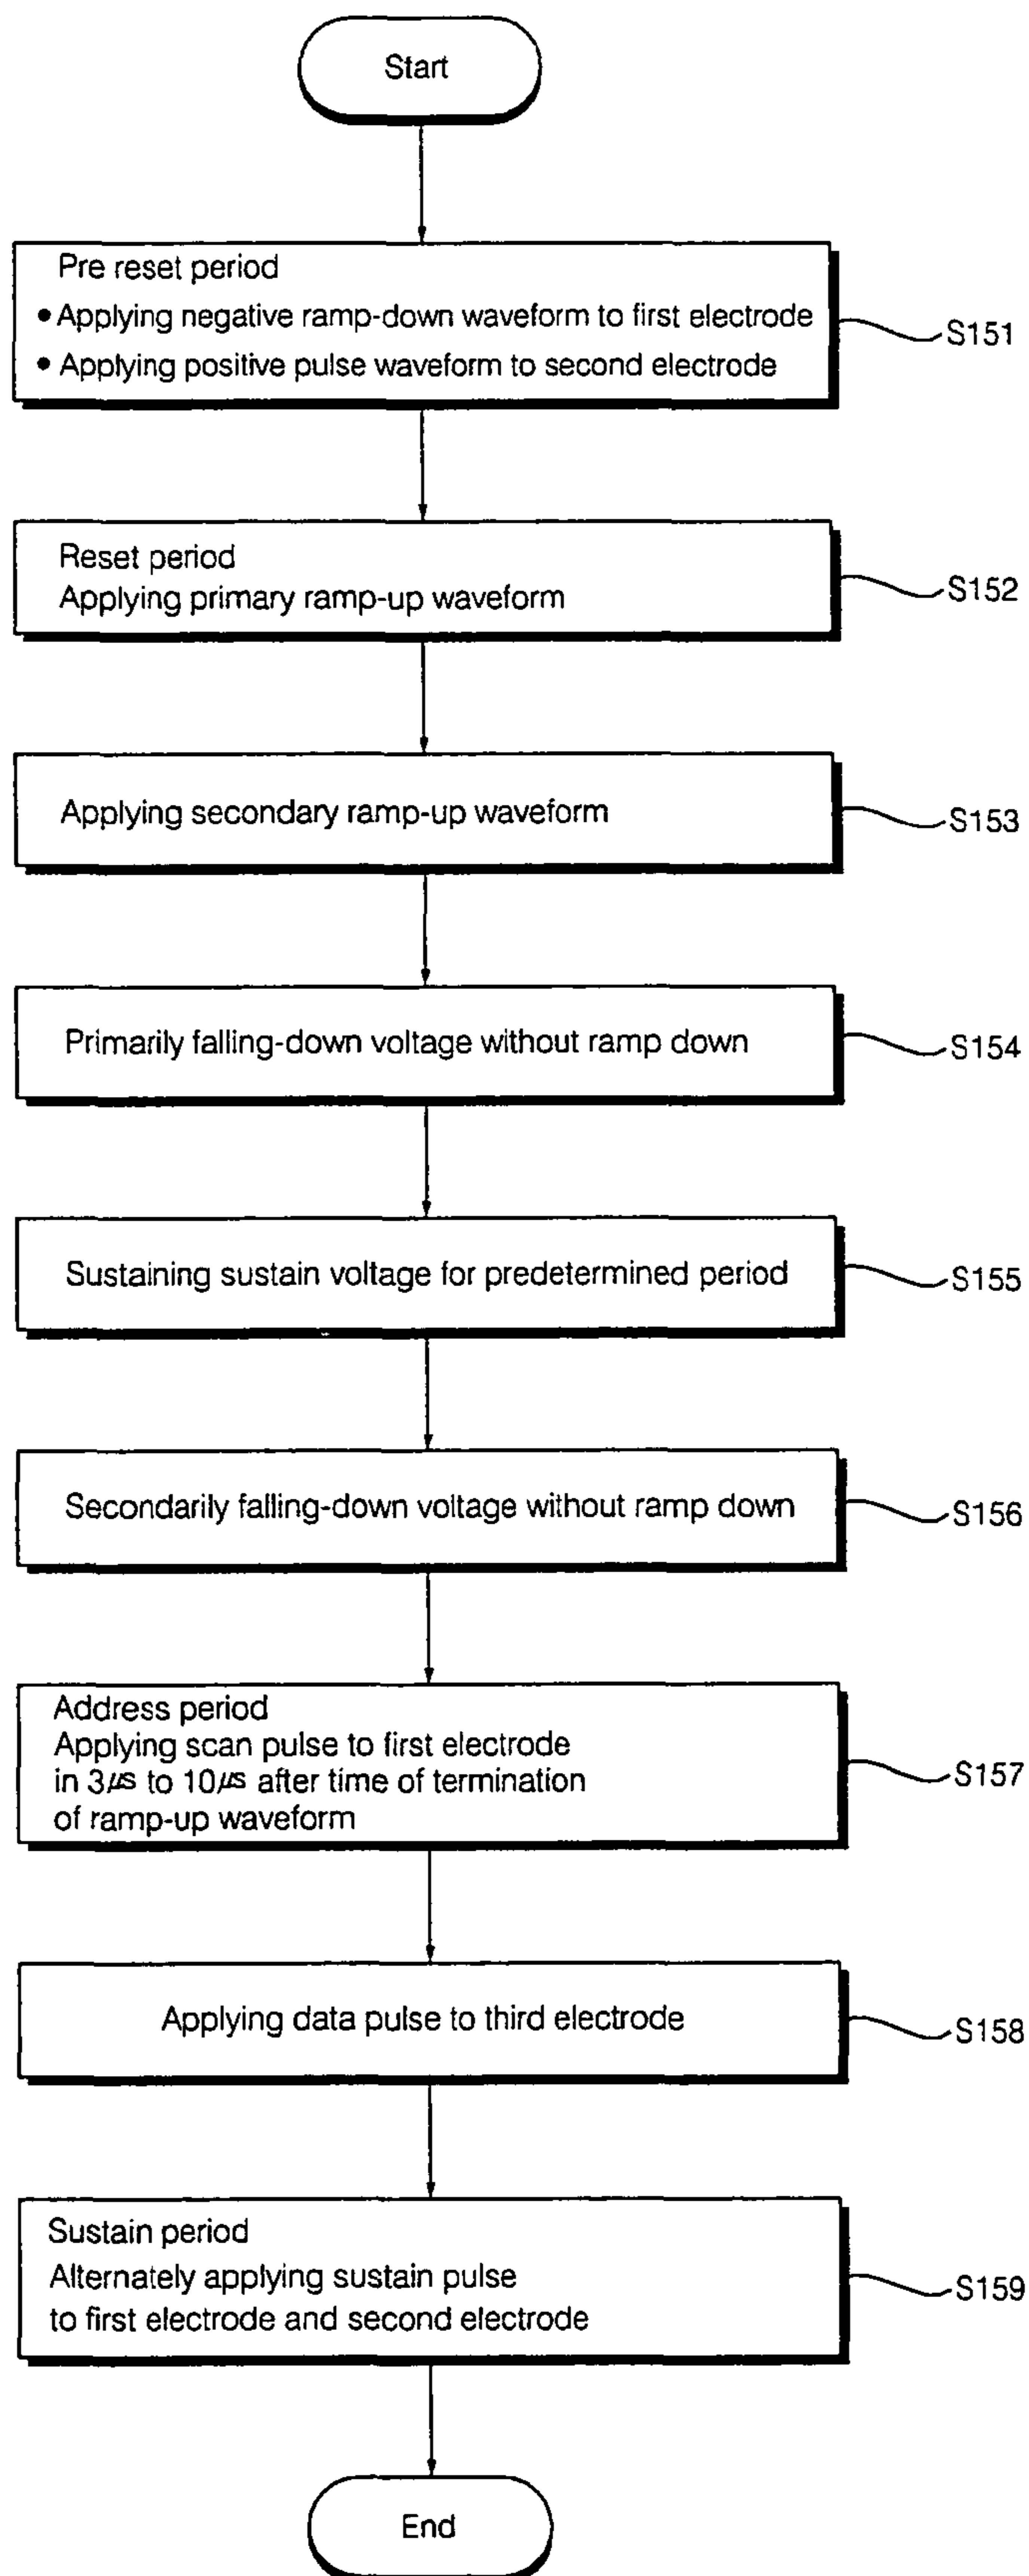 Start
Pre reset period
• Applying negative ramp-down waveform to first electrode
• Applying positive pulse waveform to second electrode
S151
Reset period
Applying primary ramp-up waveform
S152
Applying secondary ramp-up waveform
S153
Primarily falling-down voltage without ramp down
S154
Sustaining sustain voltage for predetermined period
S155
Secondarily falling-down voltage without ramp down
S156
Address period
Applying scan pulse to first electrode
in 3μs to 10μs after time of termination
of ramp-up waveform
S157
Applying data pulse to third electrode
S158
Sustain period
Alternately applying sustain pulse
to first electrode and second electrode
S159
End